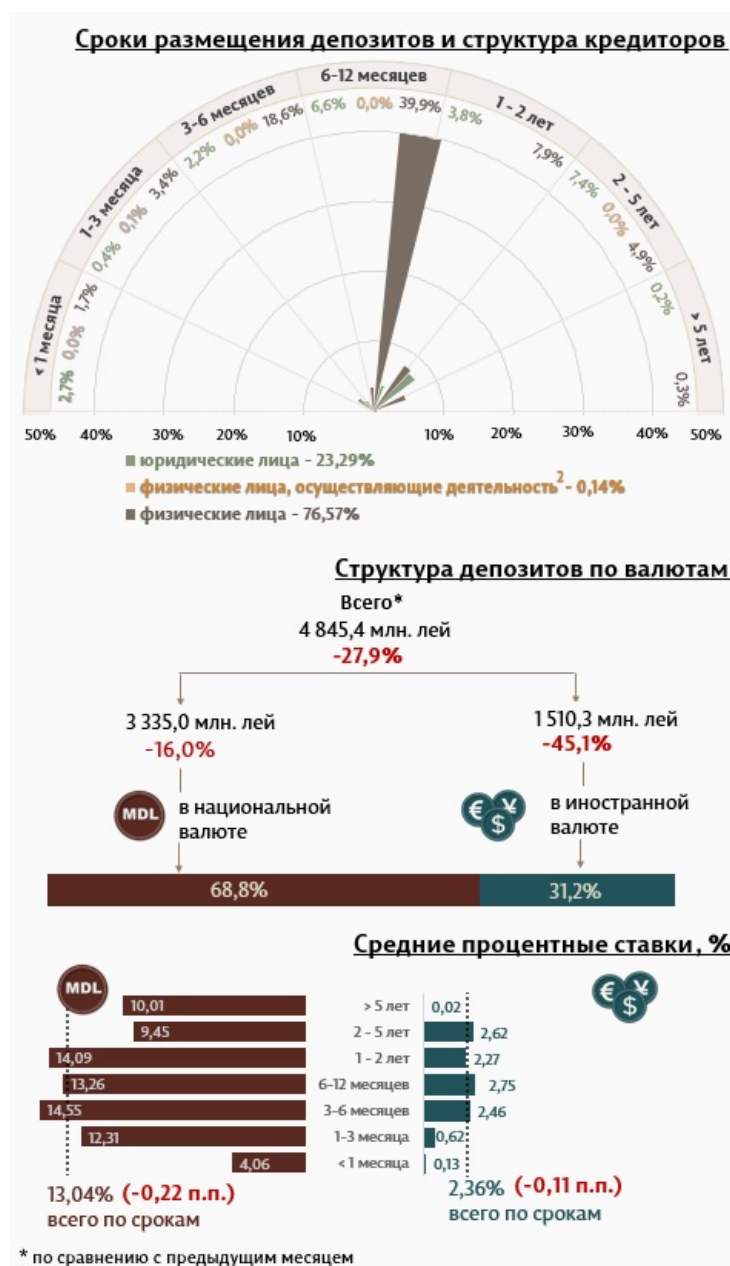 Сроки размещения депозитов и структура кредиторов
< 1 месяца
1-3 месяца
3-6 месяцев
6-12 месяцев
1 - 2 лет
2 - 5 лет
> 5 лет
2,7% 0,0% 1,7%
0,4% 0,1% 3,4%
2,2% 0,0% 18,6%
6,6% 0,0% 39,9%
3,8% 7,9%
7,4% 0,0% 4,9%
0,2% 0,3%
50% 40% 30% 20% 10% 10% 20% 30% 40% 50%
юридические лица - 23,29%
физические лица, осуществляющие деятельность2 - 0,14%
физические лица - 76,57%
Структура депозитов по валютам
Всего*
4 845,4 млн. лей
-27,9%
3 335,0 млн. лей 1 510,3 млн. лей
-16,0% -45,1%
MDL в национальной € ¥ $ в иностранной
валюте валюте
68,8% 31,2%
Средние процентные ставки, %
MDL € ¥ $
10,01 > 5 лет 0,02
9,45 2 - 5 лет 2,62
14,09 1 - 2 лет 2,27
13,26 6-12 месяцев 2,75
14,55 3-6 месяцев 2,46
12,31 1-3 месяца 0,62
4,06 < 1 месяца 0,13
13,04% (-0,22 п.п.) 2,36% (-0,11 п.п.)
всего по срокам всего по срокам
* по сравнению с предыдущим месяцем